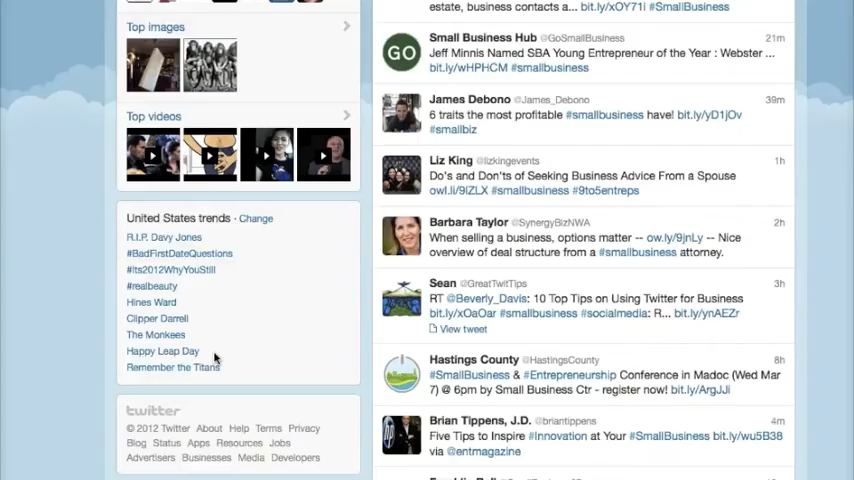 Top images
Top videos
United States trends · Change
R.I.P. Davy Jones
#BadFirstDateQuestions
#Its2012WhyYouStill
#realbeauty
Hines Ward
Clipper Darrell
The Monkees
Happy Leap Day
Remember the Titans
twitter
© 2012 Twitter About Help Terms Privacy
Blog Status Apps Resources Jobs
Advertisers Businesses Media Developers
estate, business contacts a... bit.ly/xOY71i #SmallBusiness
Small Business Hub @GoSmallBusiness 21m
GO
Jeff Minnis Named SBA Young Entrepreneur of the Year : Webster ...
bit.ly/wHPHCM #smallbusiness
James Debono @James_Debono 39m
6 traits the most profitable #smallbusiness have! bit.ly/yD1jOv
#smallbiz
Liz King @lizkingevents 1h
Do's and Don'ts of Seeking Business Advice From a Spouse
owl.li/9IZLX #smallbusiness #9to5entreps
Barbara Taylor @SynergyBizNWA 2h
When selling a business, options matter -- ow.ly/9jnLy -- Nice
overview of deal structure from a #smallbusiness attorney.
Sean @GreatTwitTips 3h
RT @Beverly_Davis: 10 Top Tips on Using Twitter for Business
bit.ly/xOaOar #smallbusiness #socialmedia: R... bit.ly/ynAEZr
View tweet
Hastings County @HastingsCounty 8h
#SmallBusiness & #Entrepreneurship Conference in Madoc (Wed Mar
7) @ 6pm by Small Business Ctr - register now! bit.ly/ArgJJi
Brian Tippens, J.D. @briantippens 4m
Five Tips to Inspire #Innovation at Your #SmallBusiness bit.ly/wu5B38
via @entmagazine